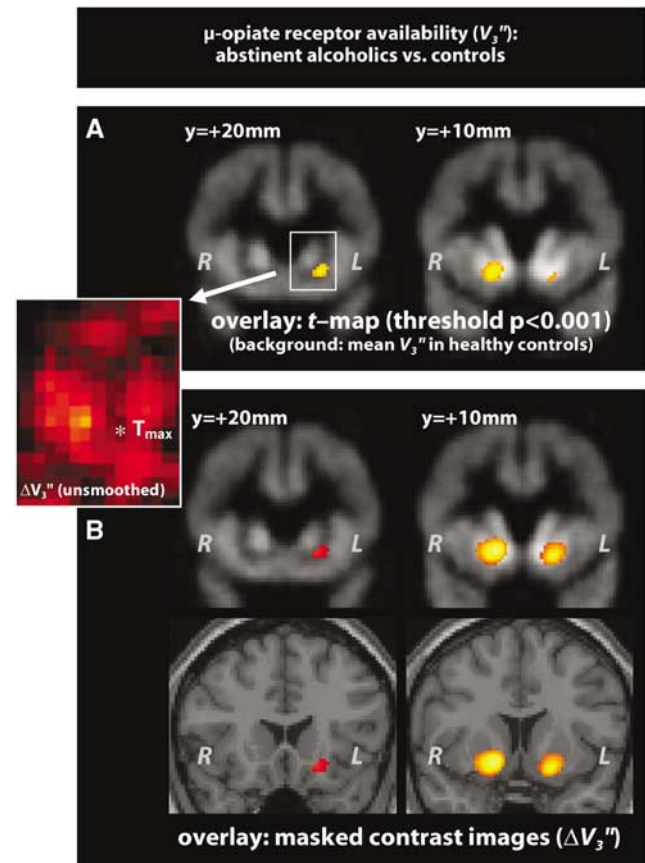 μ-opiate receptor availability (V₃″):
abstinent alcoholics vs. controls
A
y=+20mm
y=+10mm
R
L
R
L
overlay: t–map (threshold p<0.001)
(background: mean V₃″ in healthy controls)
* Tmax
ΔV₃" (unsmoothed)
B
y=+20mm
y=+10mm
R
L
R
L
R
L
R
L
overlay: masked contrast images (ΔV₃″)